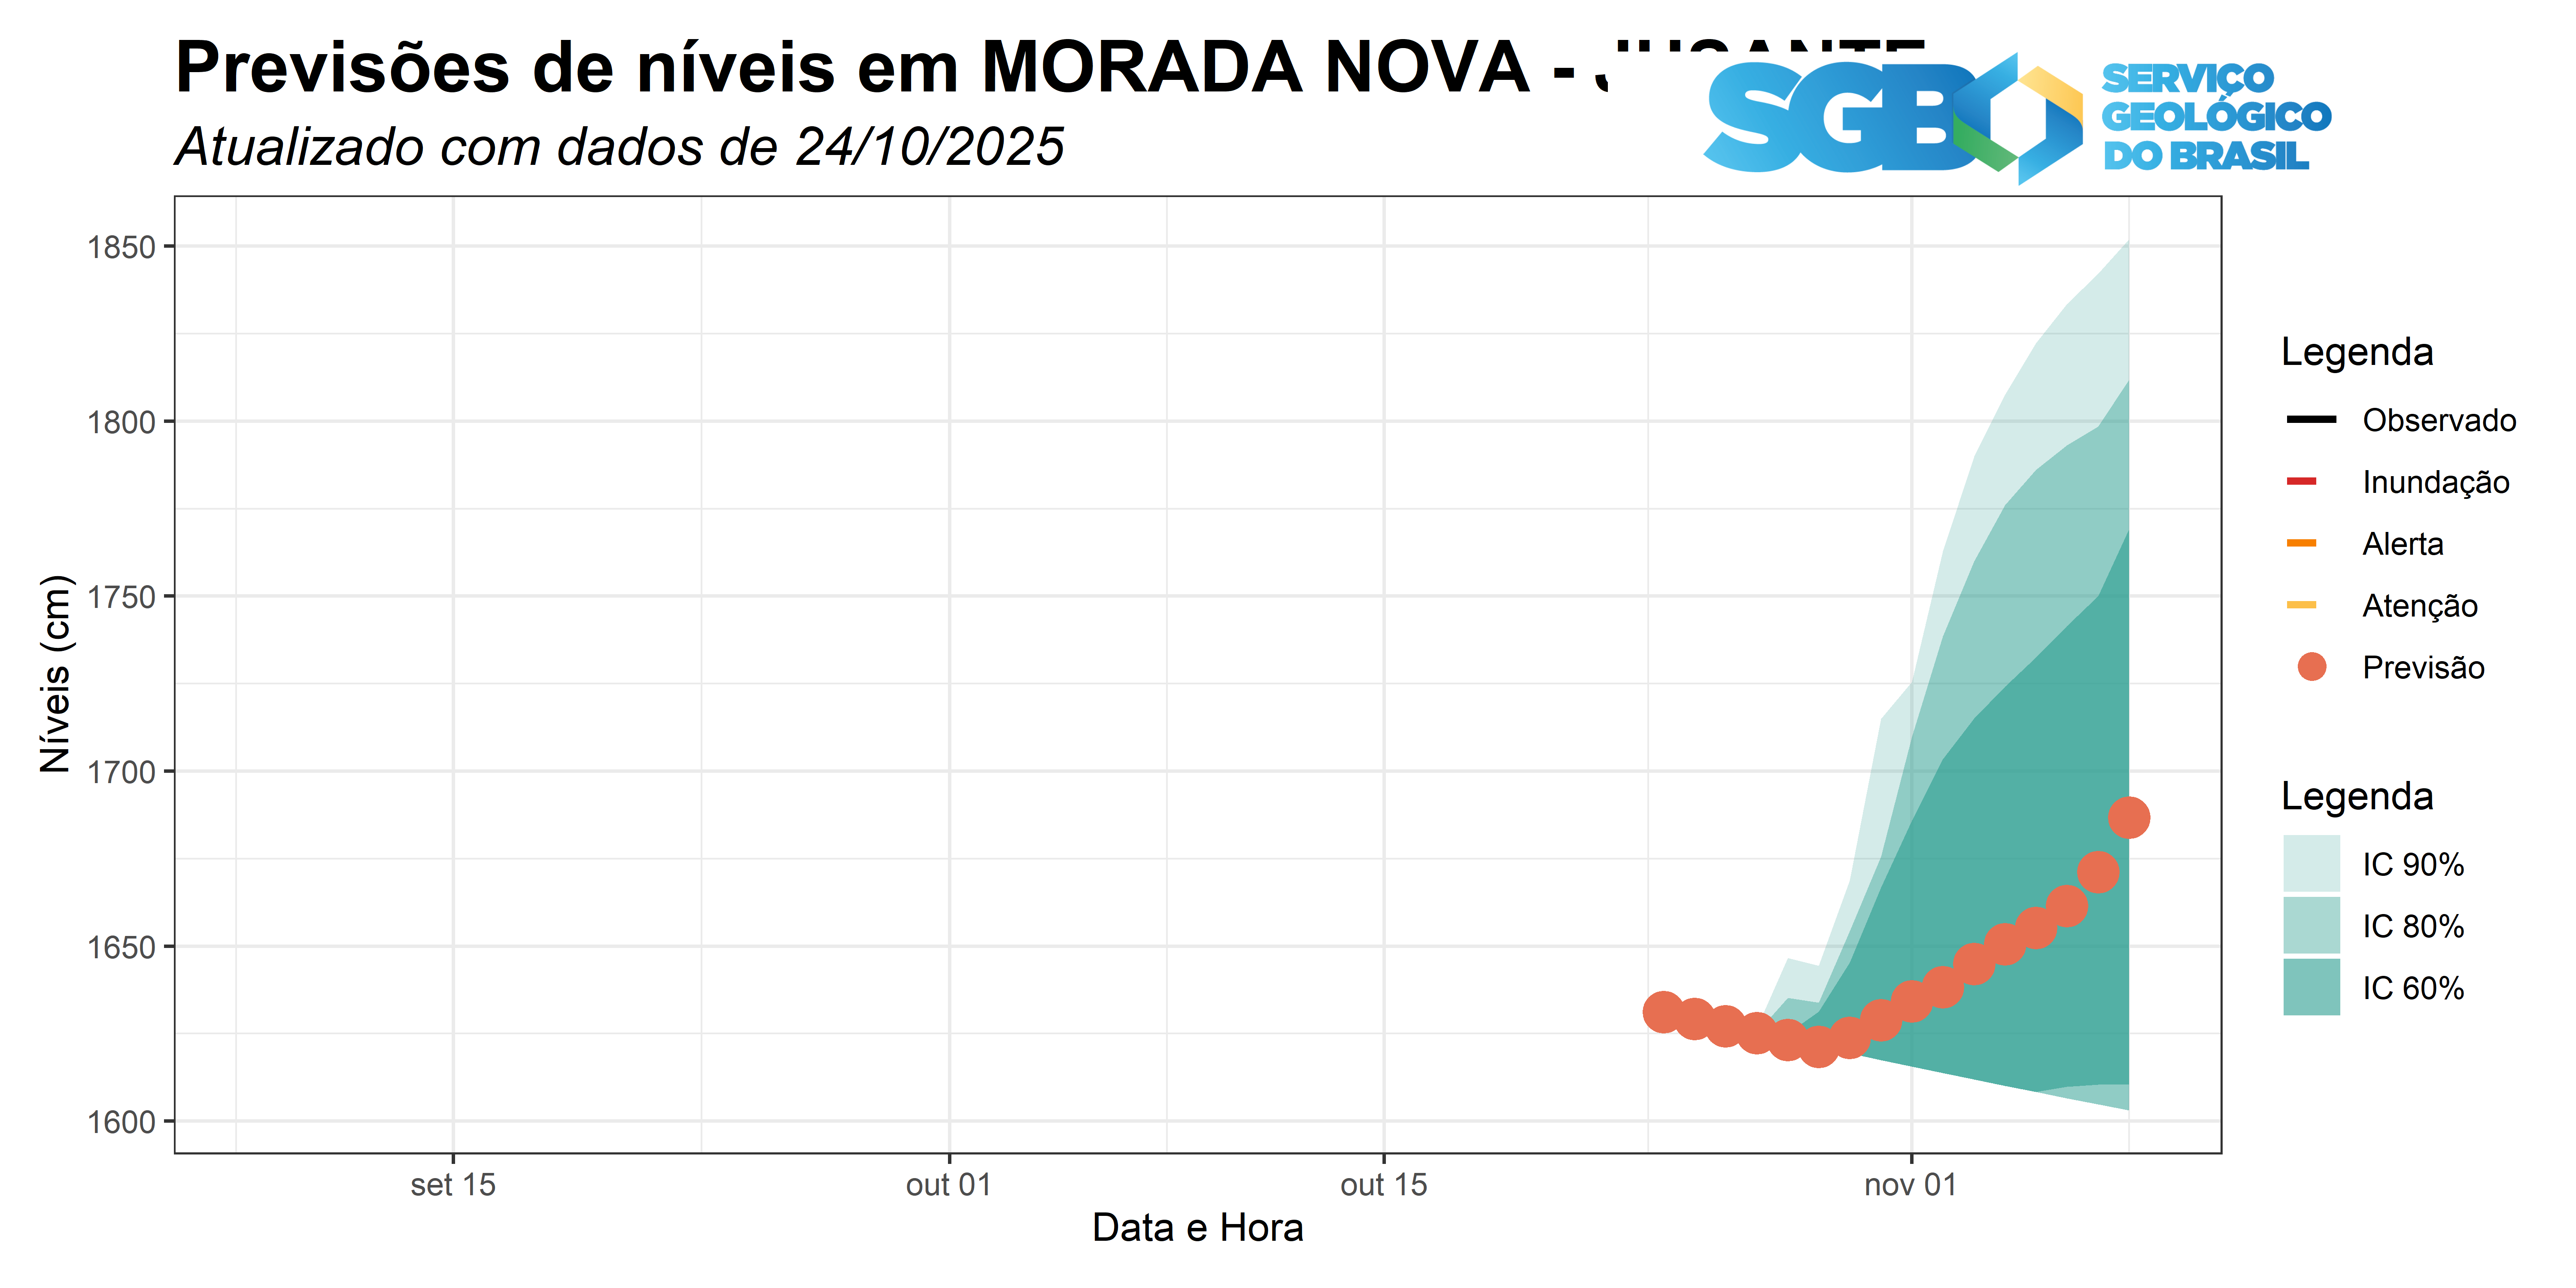 Previsões de níveis em MORADA NOVA - JUSANTE
Atualizado com dados de 24/10/2025
SGB
SERVIÇO
GEOLÓGICO
DO BRASIL
1850
1800
1750
1700
1650
1600
Níveis (cm)
set 15
out 01
out 15
nov 01
Data e Hora
Legenda
Observado
Inundação
Alerta
Atenção
Previsão
Legenda
IC 90%
IC 80%
IC 60%